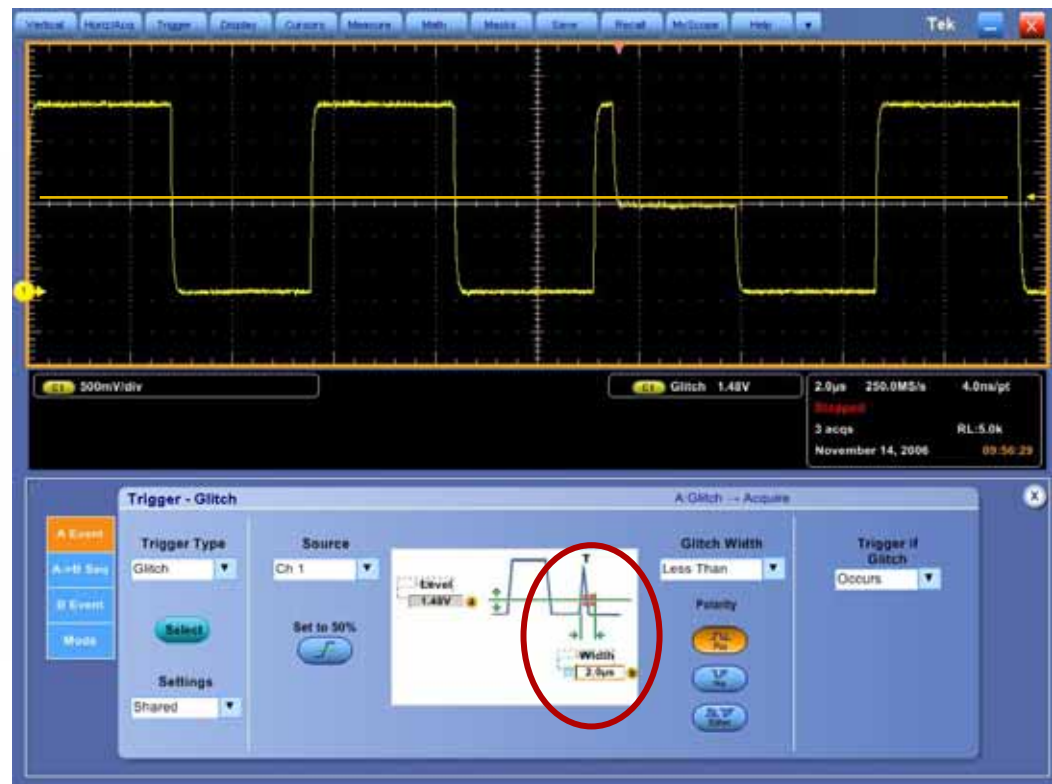 Vertical Horiz/Acq Trigger Display Cursors Measure Math Masks Save Recall MyScope Help Tek X
1
C1 500mV/div
C1 Glitch 1.48V
2.0µs 250.0MS/s 4.0ns/pt
Stopped
3 acqs RL:5.0k
November 14, 2006 09:56:29
Trigger - Glitch
A:Glitch → Acquire
X
A Event
A->B Seq
B Event
Mode
Trigger Type
Glitch
Select
Settings
Shared
Source
Ch 1
Set to 50%
Level
1.48V
a
T
Width
2.0µs
Glitch Width
Less Than
Polarity
Pos
Neg
Either
Trigger if
Glitch
Occurs